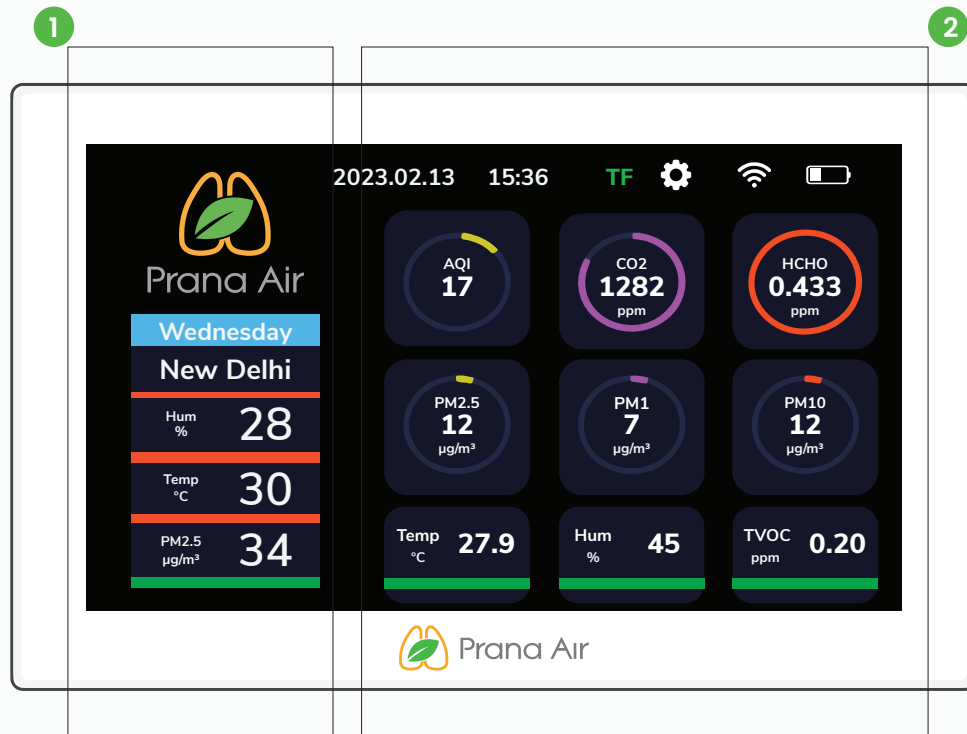 1
2
2023.02.13 15:36 TF
Prana Air
Wednesday
New Delhi
Hum
%
28
Temp
°C
30
PM2.5
µg/m³
34
AQI
17
CO2
1282
ppm
HCHO
0.433
ppm
PM2.5
12
µg/m³
PM1
7
µg/m³
PM10
12
µg/m³
Temp
°C
27.9
Hum
%
45
TVOC
ppm
0.20
Prana Air